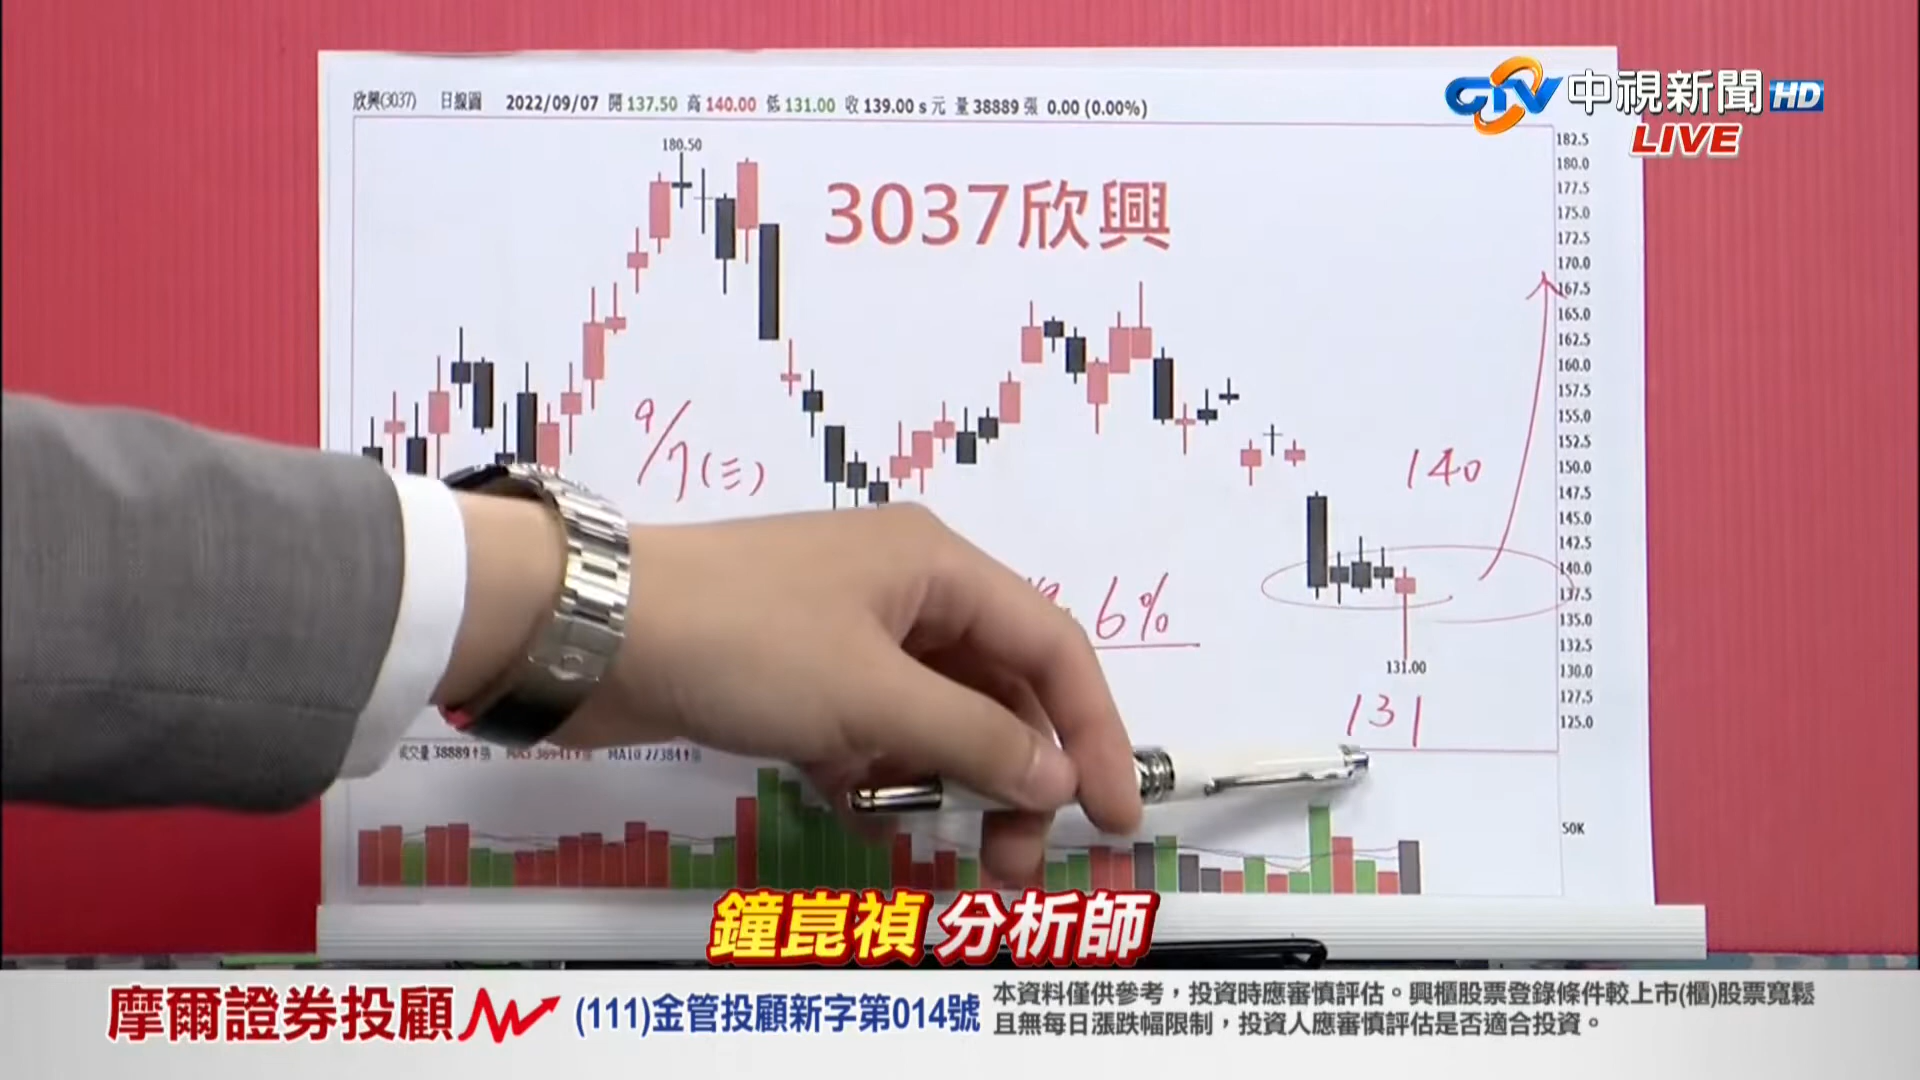 CTV 中視新聞 HD
LIVE
欣興(3037) 日線圖 2022/09/07 開 137.50 高 140.00 低 131.00 收 139.00 s 元 量 38889 張 0.00 (0.00%)
180.50
3037欣興
182.5
180.0
177.5
175.0
172.5
170.0
167.5
165.0
162.5
160.0
157.5
155.0
152.5
150.0
147.5
145.0
142.5
140.0
137.5
135.0
132.5
130.0
127.5
125.0
9/7(三)
140
6%
131.00
131
成交量 38889
MA10 27384
50K
鐘崑禎 分析師
摩爾證券投顧
(111)金管投顧新字第014號
本資料僅供參考，投資時應審慎評估。興櫃股票登錄條件較上市(櫃)股票寬鬆
且無每日漲跌幅限制，投資人應審慎評估是否適合投資。